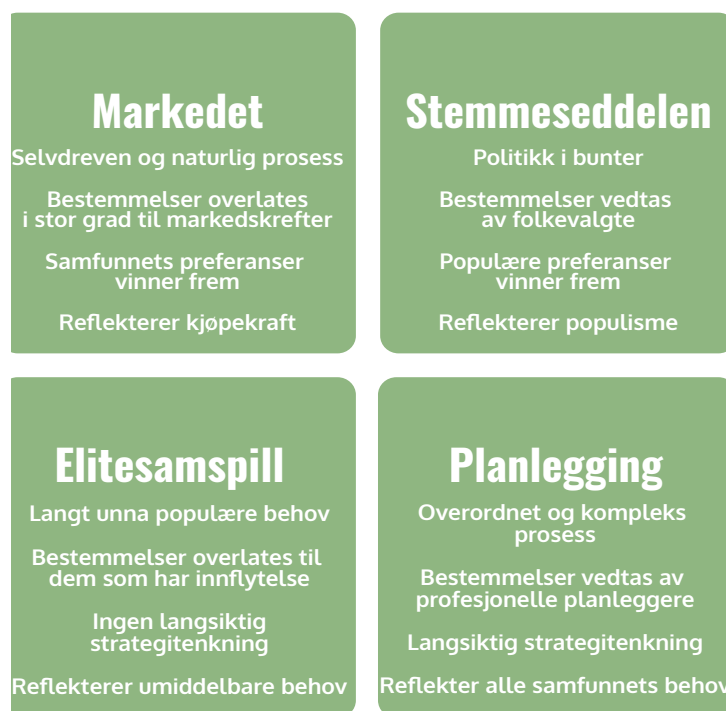 Markedet
Selvdreven og naturlig prosess
Bestemmelser overlates
i stor grad til markedskrefter
Samfunnets preferanser
vinner frem
Reflekterer kjøpekraft
Stemmeseddelen
Politikk i bunter
Bestemmelser vedtas
av folkevalgte
Populære preferanser
vinner frem
Reflekterer populisme
Elitesamspill
Langt unna populære behov
Bestemmelser overlates til
dem som har innflytelse
Ingen langsiktig
strategitenkning
Reflekterer umiddelbare behov
Planlegging
Overordnet og kompleks
prosess
Bestemmelser vedtas av
profesjonelle planleggere
Langsiktig strategitenkning
Reflekter alle samfunnets behov